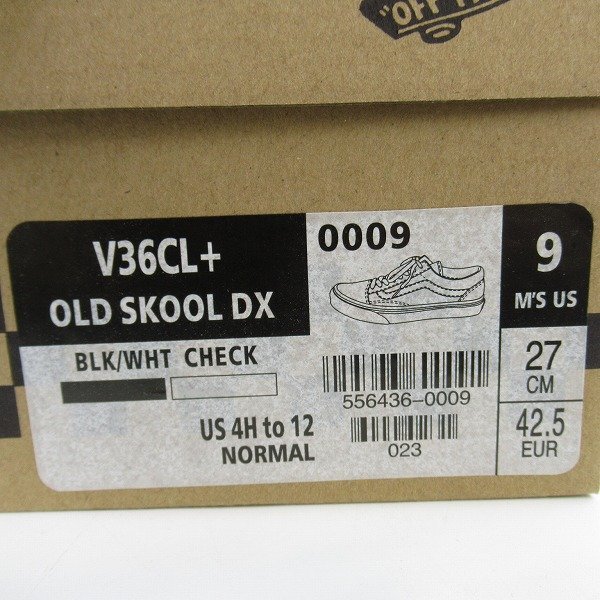 "OFF
V36CL+
OLD SKOOL DX
BLK/WHT CHECK
US 4H to 12
NORMAL
0009
556436-0009
023
9
M'S US
27
CM
42.5
EUR